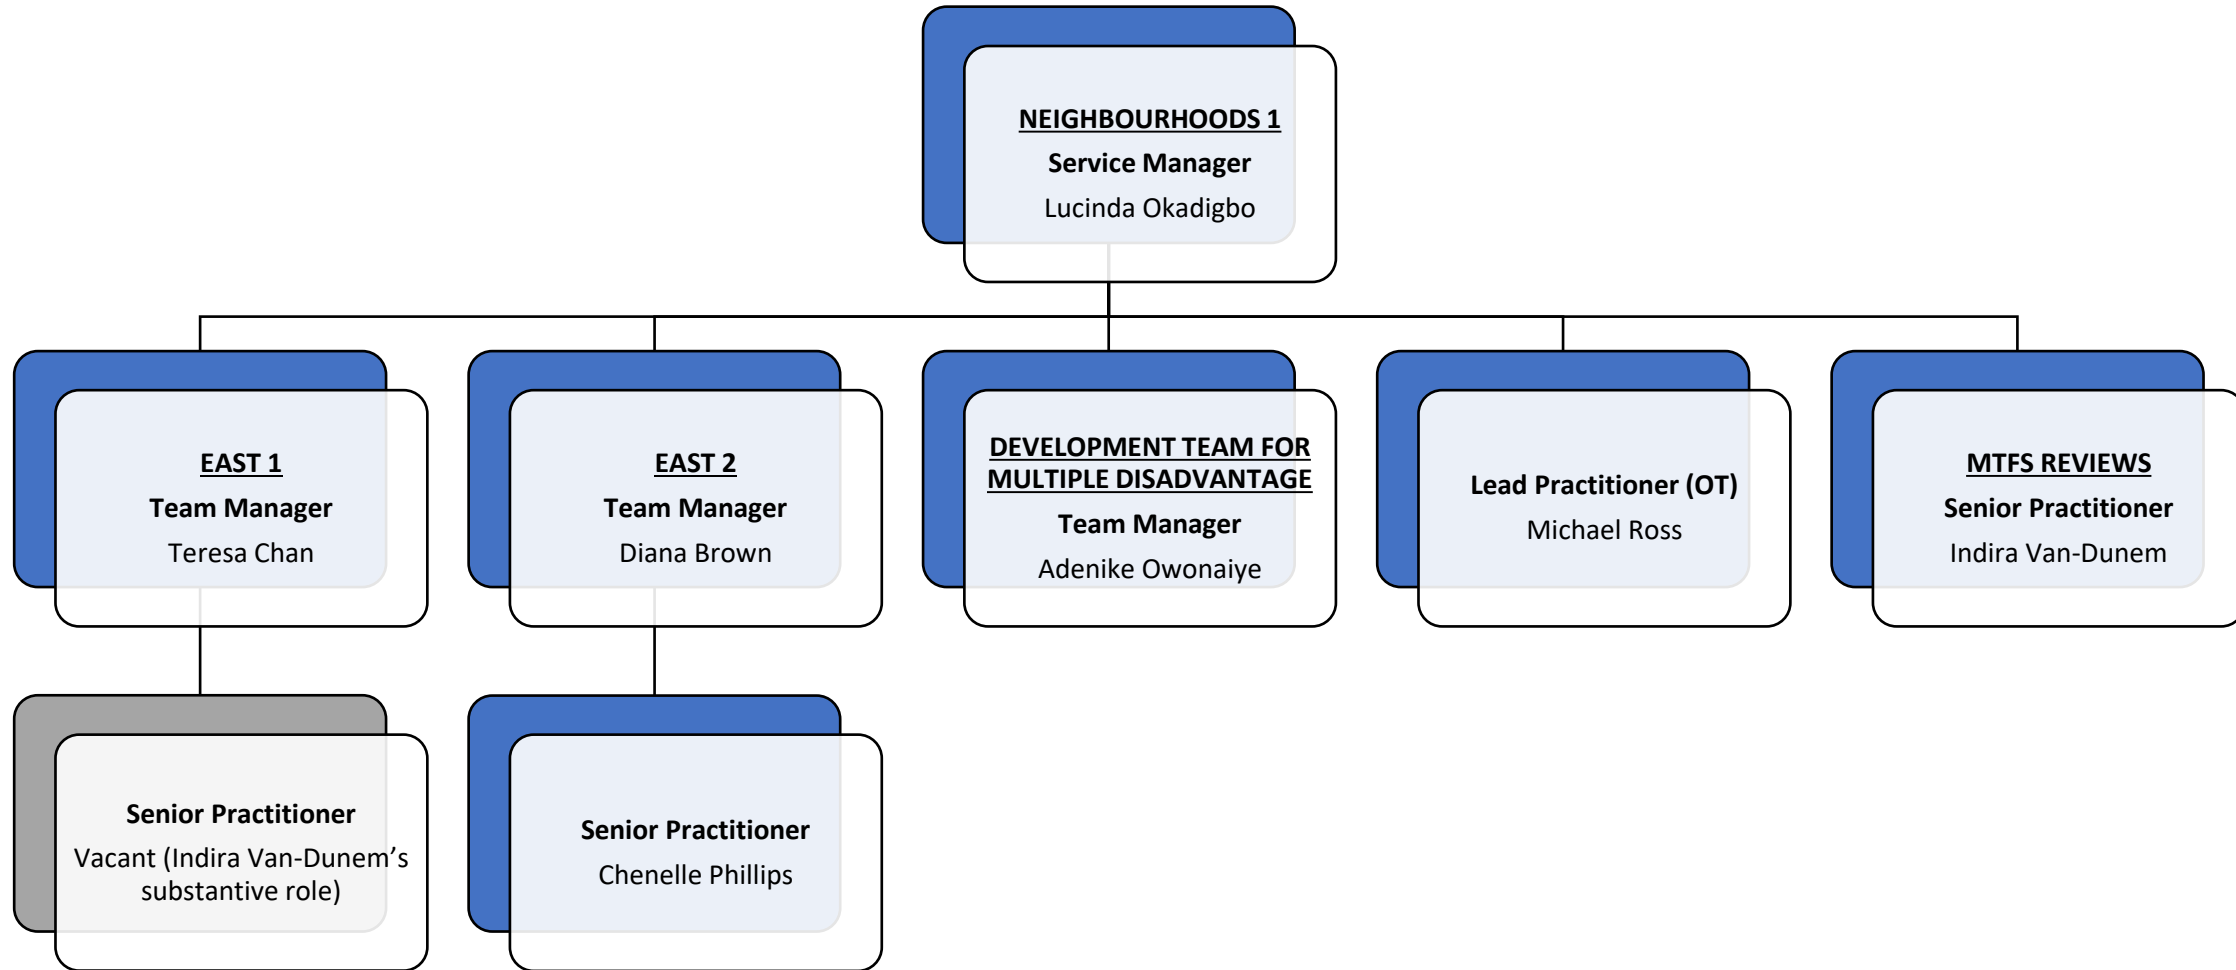 NEIGHBOURHOODS 1
Service Manager
Lucinda Okadigbo
EAST 1
Team Manager
Teresa Chan
EAST 2
Team Manager
Diana Brown
DEVELOPMENT TEAM FOR
MULTIPLE DISADVANTAGE
Team Manager
Adenike Owonaiye
Lead Practitioner (OT)
Michael Ross
MTFS REVIEWS
Senior Practitioner
Indira Van-Dunem
Senior Practitioner
Vacant (Indira Van-Dunem’s
substantive role)
Senior Practitioner
Chenelle Phillips